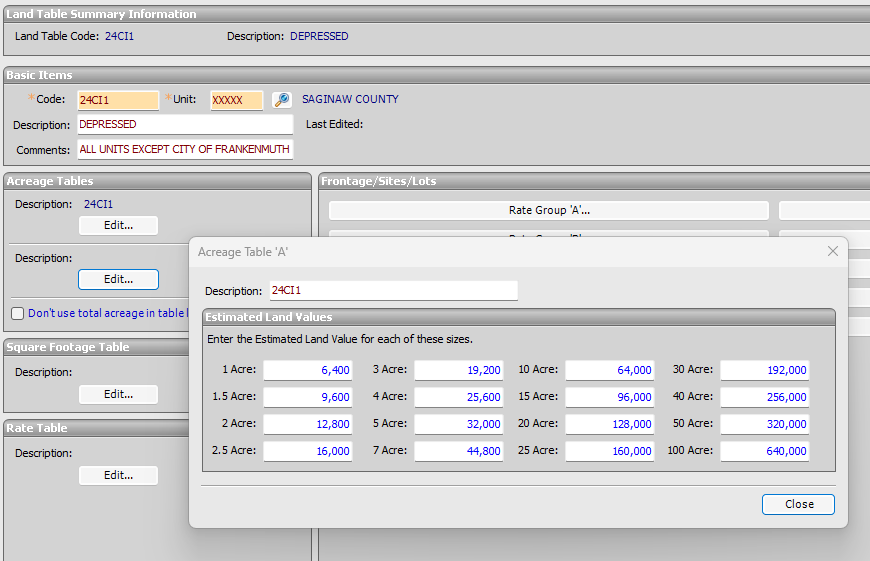 Land Table Summary Information
Land Table Code: 24CI1 Description: DEPRESSED
Basic Items
*Code: 24CI1 *Unit: XXXXX SAGINAW COUNTY
Description: DEPRESSED Last Edited:
Comments: ALL UNITS EXCEPT CITY OF FRANKENMUTH
Acreage Tables
Description: 24CI1
Edit...
Description:
Edit...
Don't use total acreage in table
Square Footage Table
Description:
Edit...
Rate Table
Description:
Edit...
Frontage/Sites/Lots
Rate Group 'A'...
Acreage Table 'A'
Description: 24CI1
Estimated Land Values
Enter the Estimated Land Value for each of these sizes.
1 Acre: 6,400 3 Acre: 19,200 10 Acre: 64,000 30 Acre: 192,000
1.5 Acre: 9,600 4 Acre: 25,600 15 Acre: 96,000 40 Acre: 256,000
2 Acre: 12,800 5 Acre: 32,000 20 Acre: 128,000 50 Acre: 320,000
2.5 Acre: 16,000 7 Acre: 44,800 25 Acre: 160,000 100 Acre: 640,000
Close